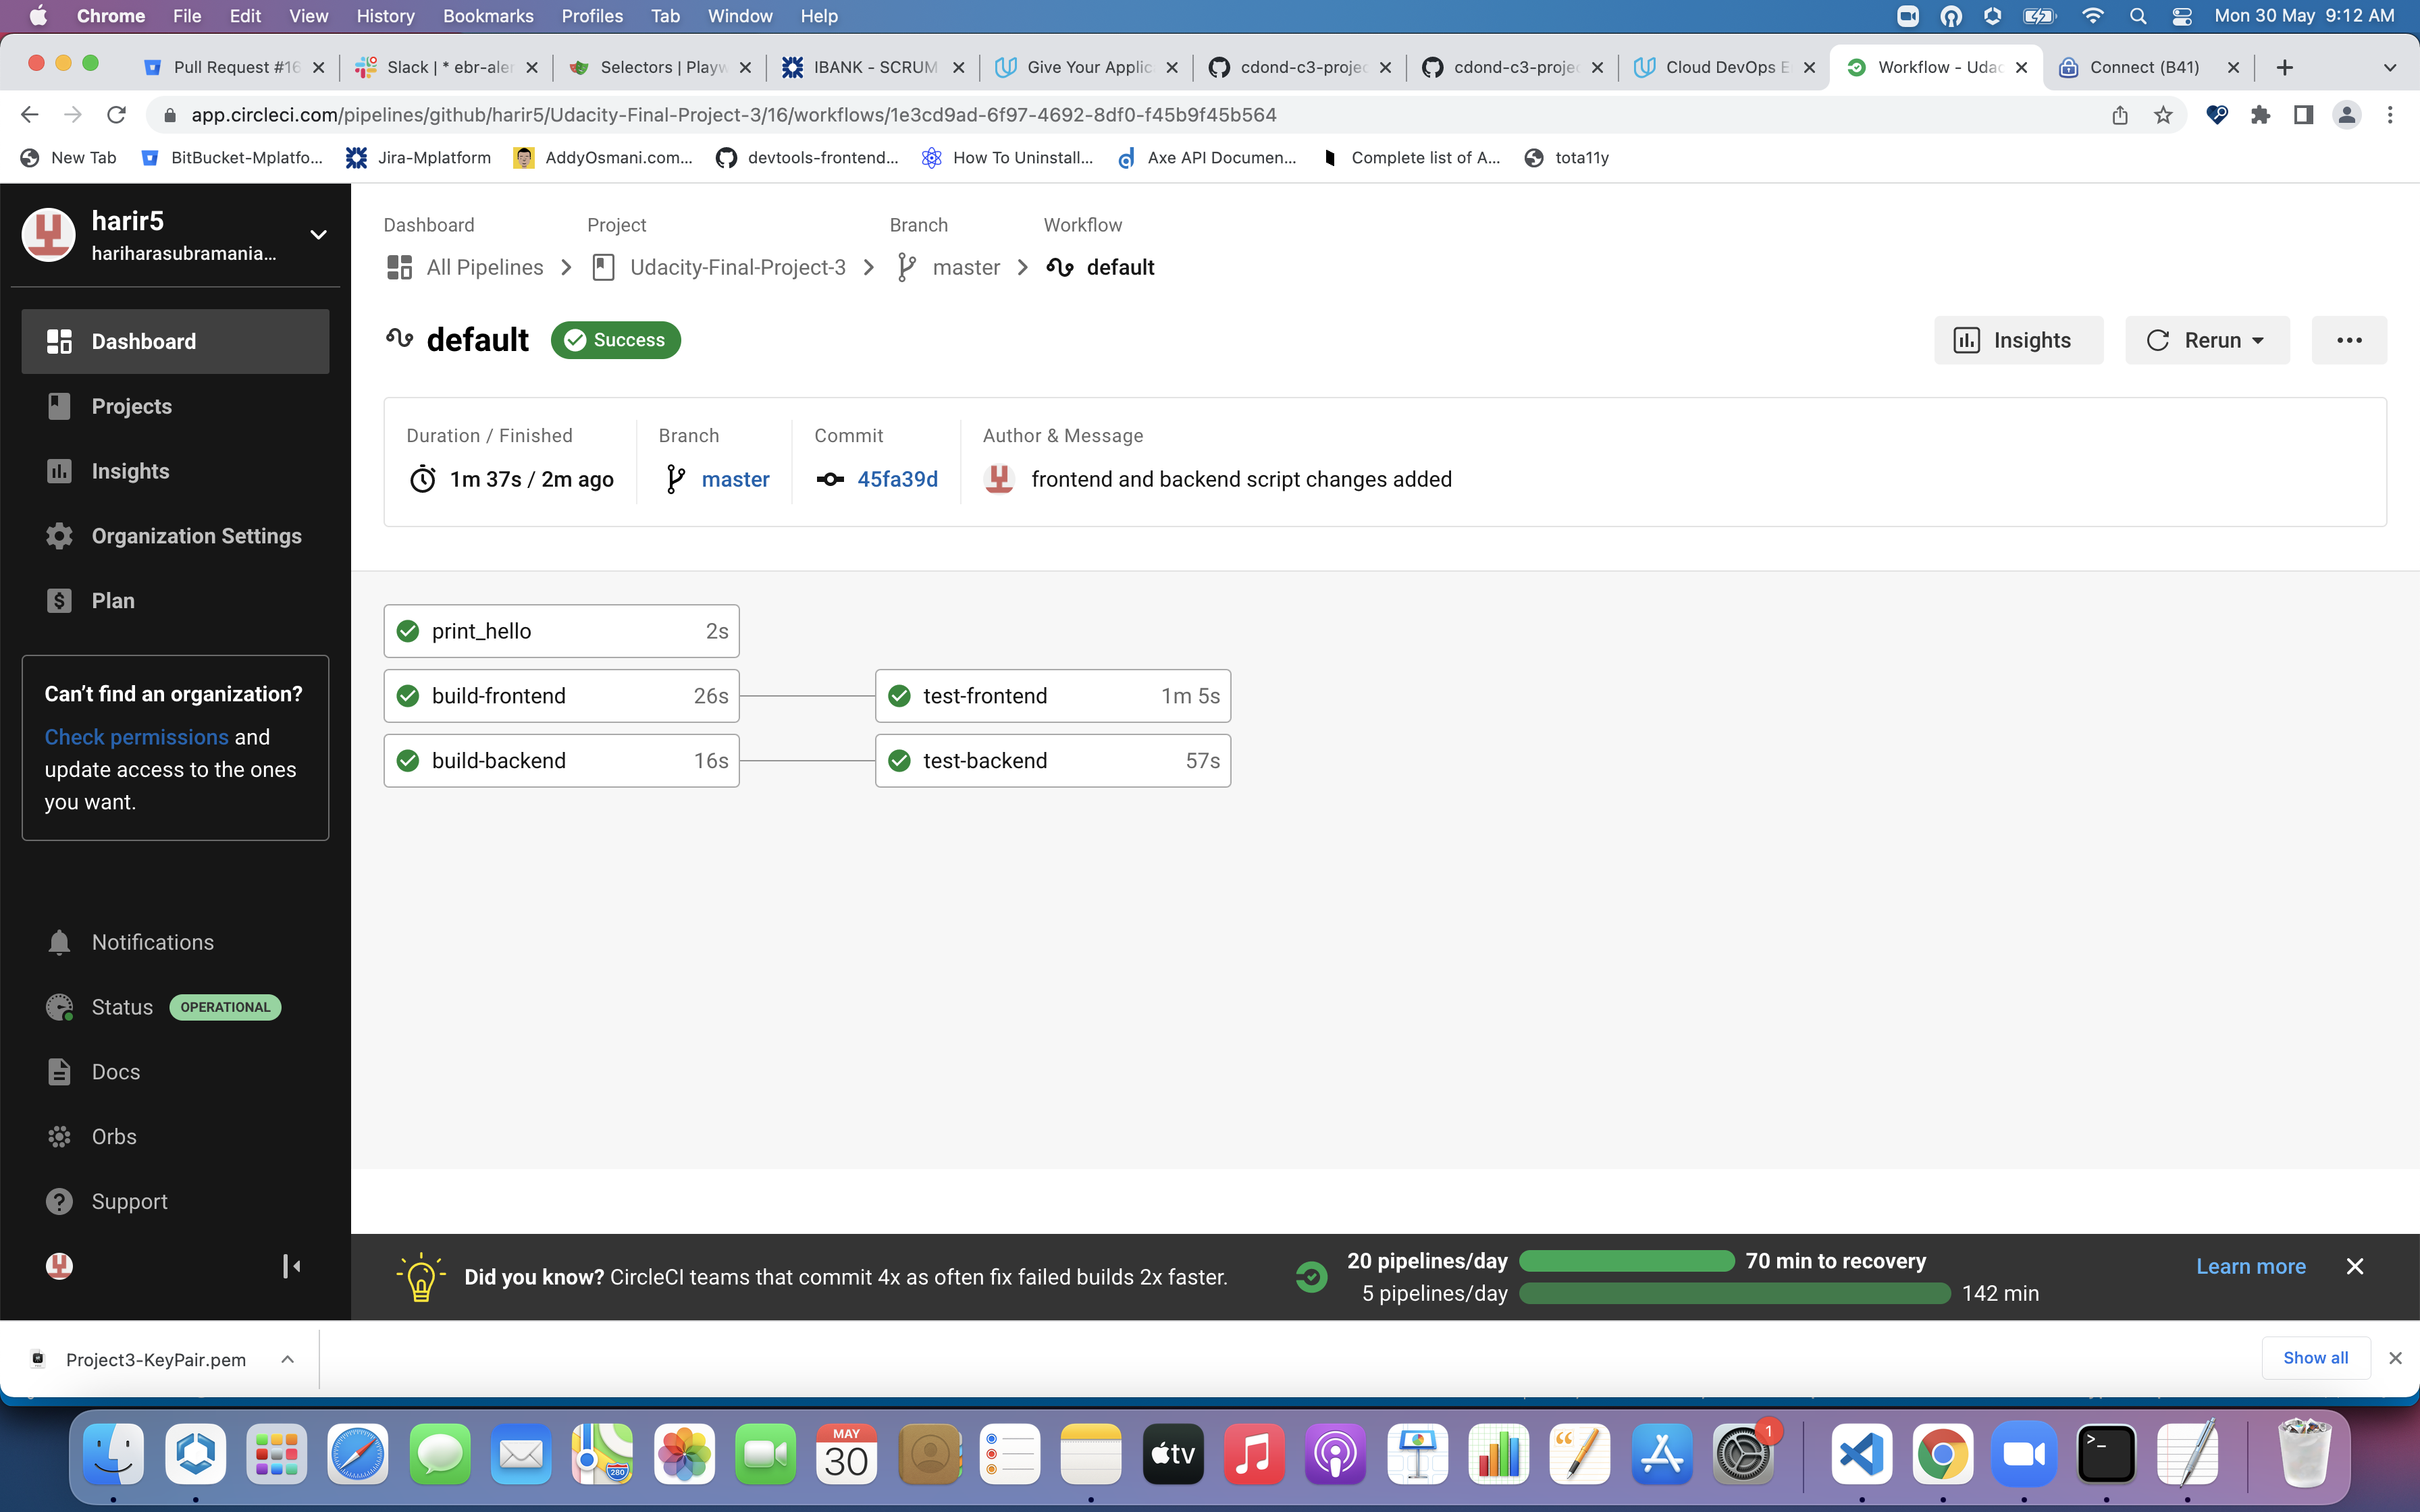 Chrome File Edit View History Bookmarks Profiles Tab Window Help Mon 30 May 9:12 AM
Pull Request #16 Slack | * ebr-aler Selectors | Playw IBANK - SCRUM Give Your Applic cdond-c3-projec cdond-c3-projec Cloud DevOps E Workflow - Udac Connect (B41)
app.circleci.com/pipelines/github/harir5/Udacity-Final-Project-3/16/workflows/1e3cd9ad-6f97-4692-8df0-f45b9f45b564
New Tab BitBucket-Mplatfo... Jira-Mplatform AddyOsmani.com... devtools-frontend... How To Uninstall... Axe API Documen... Complete list of A... tota11y
harir5
hariharasubramania...
Dashboard
Projects
Insights
Organization Settings
Plan
Can't find an organization?
Check permissions and
update access to the ones
you want.
Notifications
Status OPERATIONAL
Docs
Orbs
Support
Dashboard Project Branch Workflow
All Pipelines Udacity-Final-Project-3 master default
default Success Insights Rerun
Duration / Finished Branch Commit Author & Message
1m 37s / 2m ago master 45fa39d frontend and backend script changes added
print_hello 2s
build-frontend 26s test-frontend 1m 5s
build-backend 16s test-backend 57s
Did you know? CircleCI teams that commit 4x as often fix failed builds 2x faster.
20 pipelines/day 70 min to recovery
5 pipelines/day 142 min
Learn more
Project3-KeyPair.pem Show all
MAY
30
280
tv
1